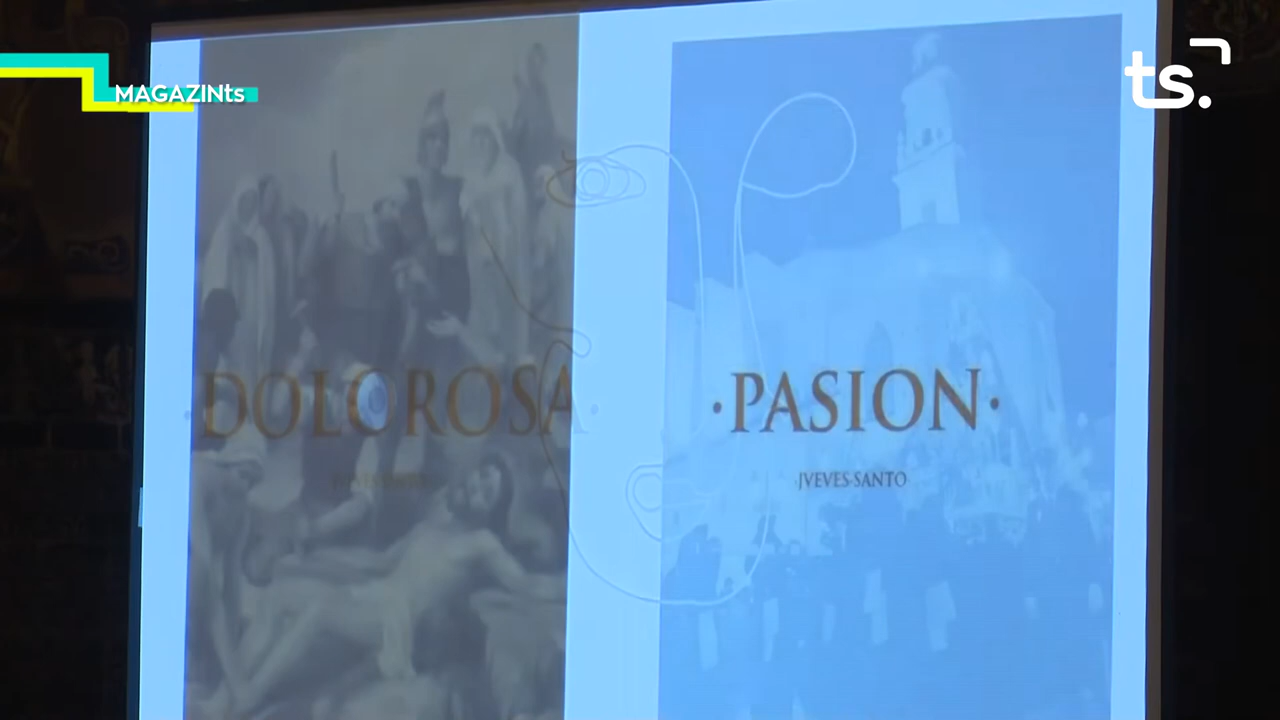 MAGAZINts
ts.
DOLOROSA
·PASION·
JVEVES·SANTO